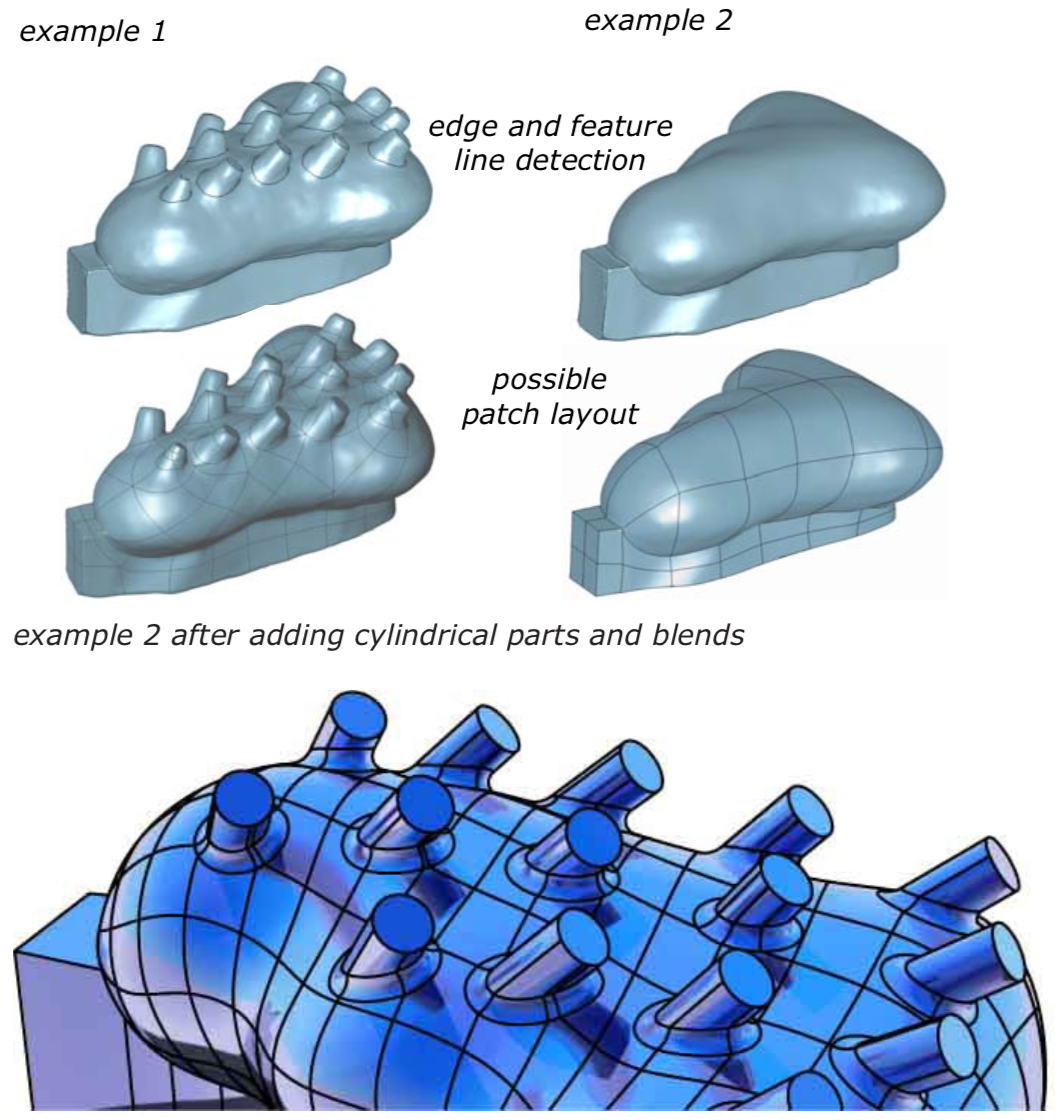 example 1
example 2
edge and feature
line detection
possible
patch layout
example 2 after adding cylindrical parts and blends